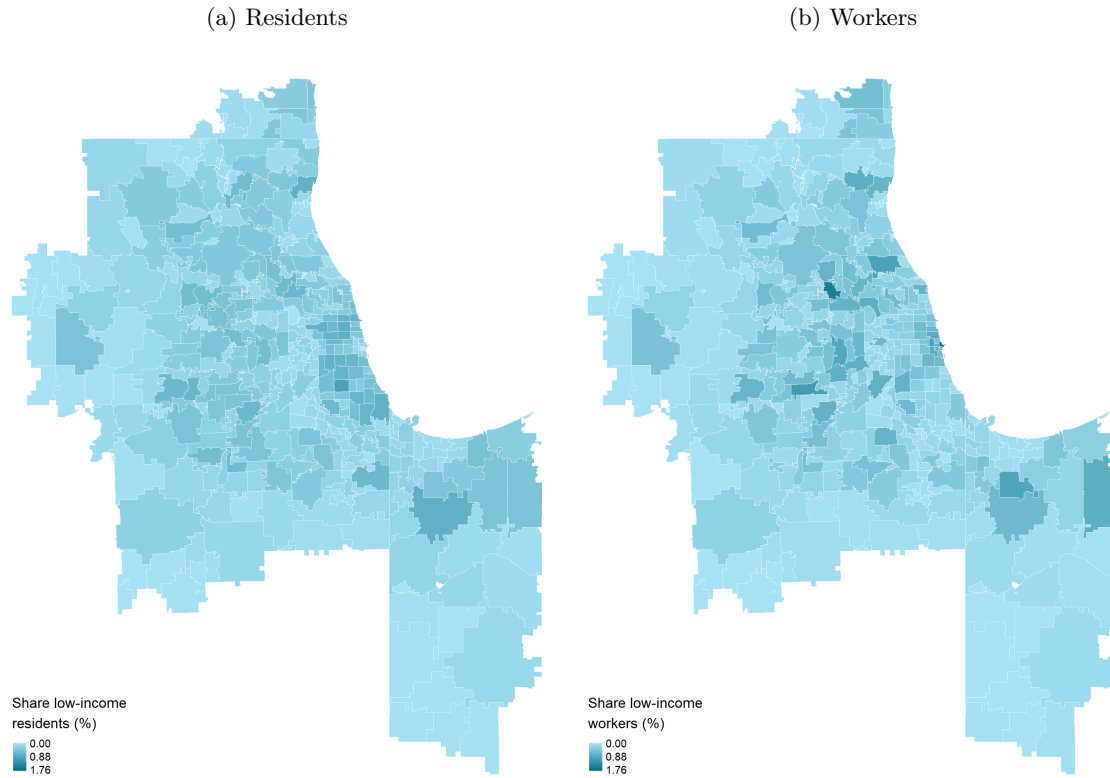 (a) Residents
(b) Workers
Share low-income
residents (%)
0.00
0.88
1.76
Share low-income
workers (%)
0.00
0.88
1.76